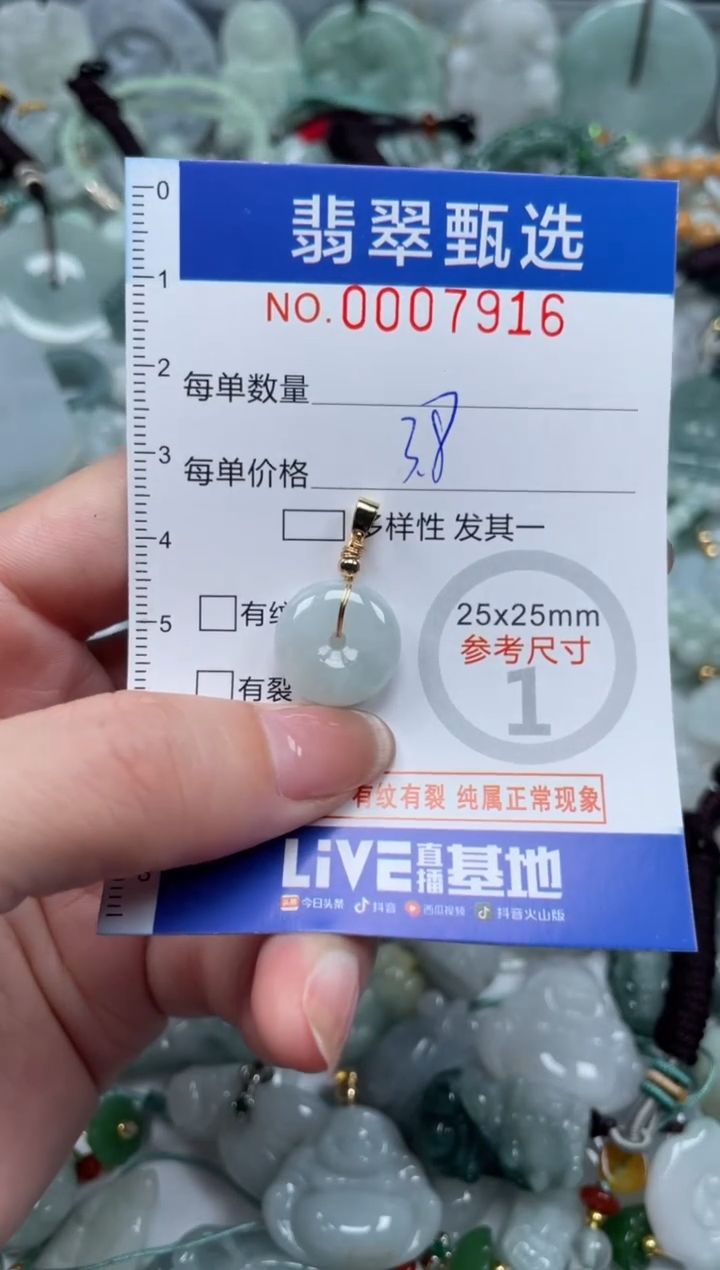 0
翡翠甄选
1
NO.0007916
2
每单数量
3
38
每单价格
4
多样性 发其一
5
有纹
25x25mm
参考尺寸
有裂
1
有纹有裂 纯属正常现象
LiVE直播基地
今日头条 抖音 西瓜视频 抖音火山版